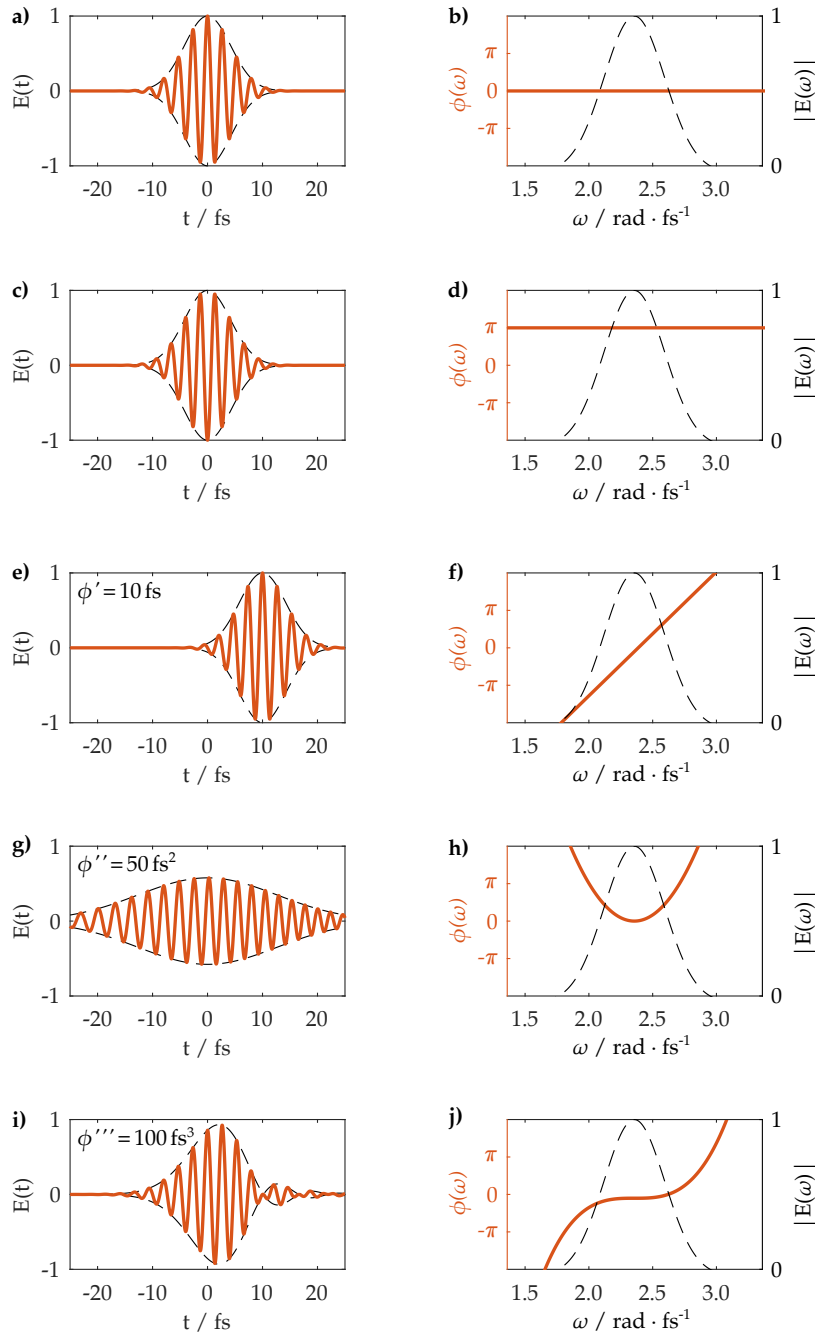 a)
1
0
-1
E(t)
-20 -10 0 10 20
t / fs
b)
π
0
-π
ϕ(ω)
1
0
|E(ω)|
1.5 2.0 2.5 3.0
ω / rad · fs⁻¹
c)
1
0
-1
E(t)
-20 -10 0 10 20
t / fs
d)
π
0
-π
ϕ(ω)
1
0
|E(ω)|
1.5 2.0 2.5 3.0
ω / rad · fs⁻¹
e)
ϕ′ = 10 fs
1
0
-1
E(t)
-20 -10 0 10 20
t / fs
f)
π
0
-π
ϕ(ω)
1
0
|E(ω)|
1.5 2.0 2.5 3.0
ω / rad · fs⁻¹
g)
ϕ′′ = 50 fs²
1
0
-1
E(t)
-20 -10 0 10 20
t / fs
h)
π
0
-π
ϕ(ω)
1
0
|E(ω)|
1.5 2.0 2.5 3.0
ω / rad · fs⁻¹
i)
ϕ′′′ = 100 fs³
1
0
-1
E(t)
-20 -10 0 10 20
t / fs
j)
π
0
-π
ϕ(ω)
1
0
|E(ω)|
1.5 2.0 2.5 3.0
ω / rad · fs⁻¹